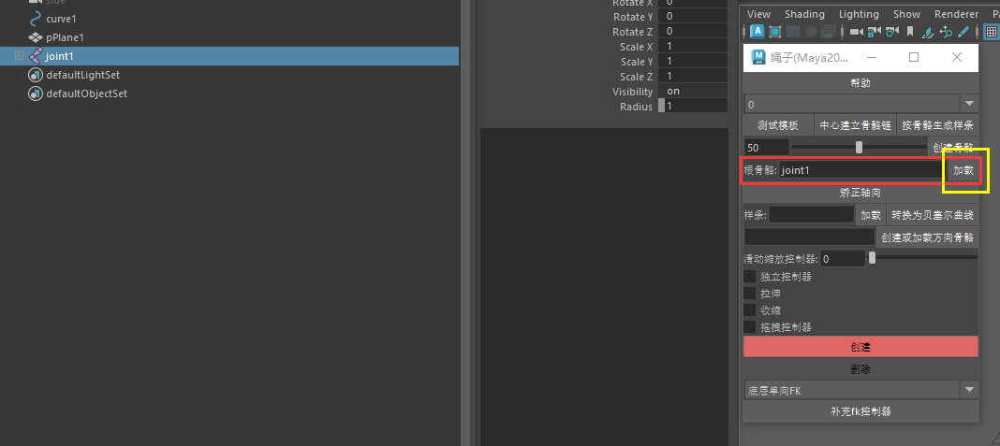 side
curve1
pPlane1
joint1
defaultLightSet
defaultObjectSet
Rotate X 0
Rotate Y 0
Rotate Z 0
Scale X 1
Scale Y 1
Scale Z 1
Visibility on
Radius 1
View Shading Lighting Show Renderer Pa
绳子(Maya20...
帮助
0
测试模板 中心建立骨骼链 按骨骼生成样条
50 创建骨骼
根骨骼: joint1 加载
矫正轴向
样条: 加载 转换为贝塞尔曲线
创建或加载方向骨骼
滑动缩放控制器: 0
独立控制器
拉伸
收缩
拖拽控制器
创建
删除
底层单向FK
补充fk控制器